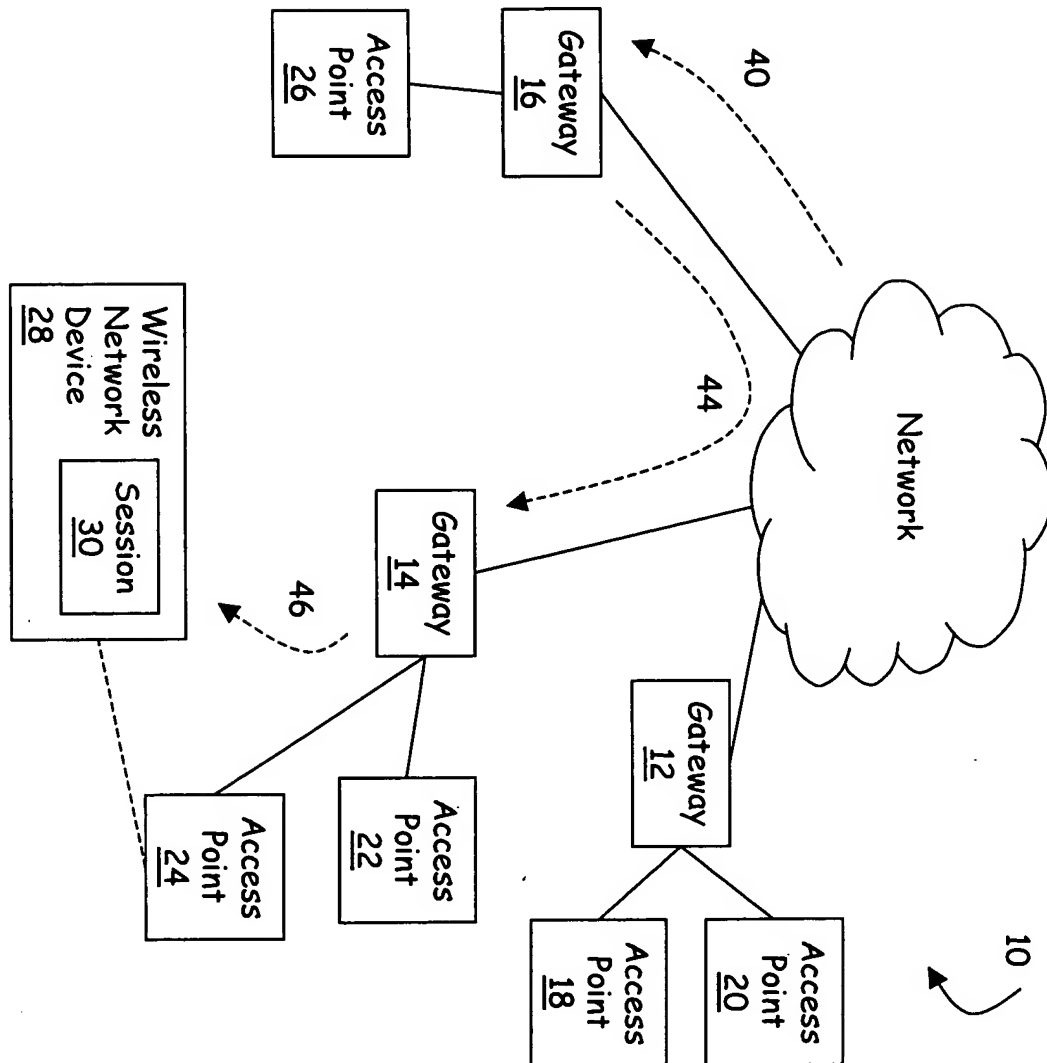 10
Network
40
44
46
Gateway
16
Access
Point
26
Gateway
14
Gateway
12
Access
Point
20
Access
Point
18
Access
Point
22
Access
Point
24
Wireless
Network
Device
28
Session
30